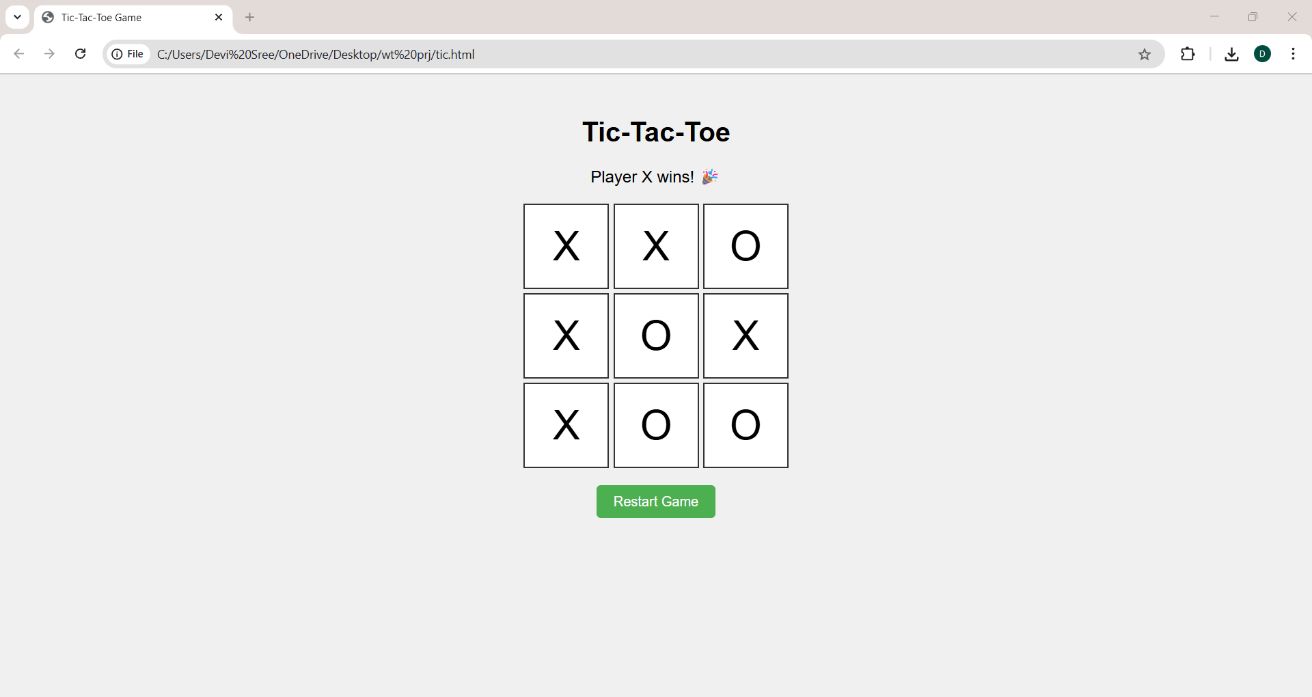 Tic-Tac-Toe Game
File C:/Users/Devi%20Sree/OneDrive/Desktop/wt%20prj/tic.html D
Tic-Tac-Toe
Player X wins! 🎉
X X O
X O X
X O O
Restart Game